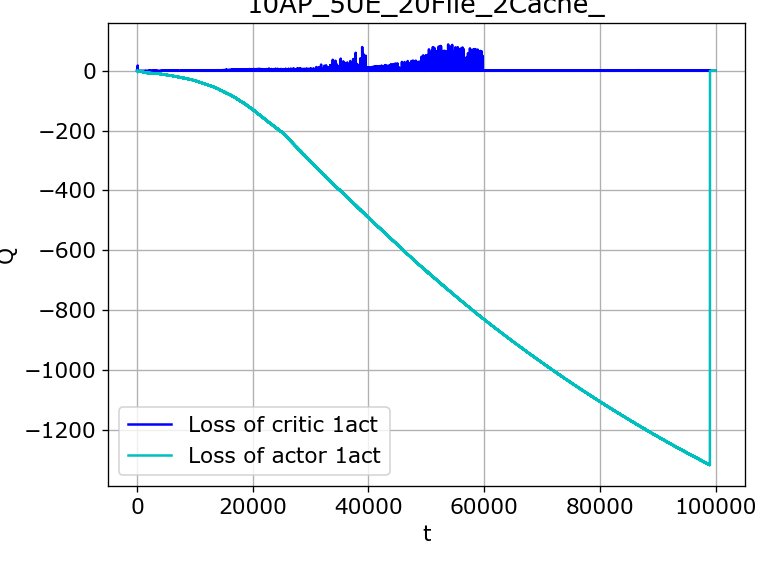 10AP_5UE_20File_2Cache_
0
−200
−400
−600
−800
−1000
−1200
Q
Loss of critic 1act
Loss of actor 1act
0 20000 40000 60000 80000 100000
t